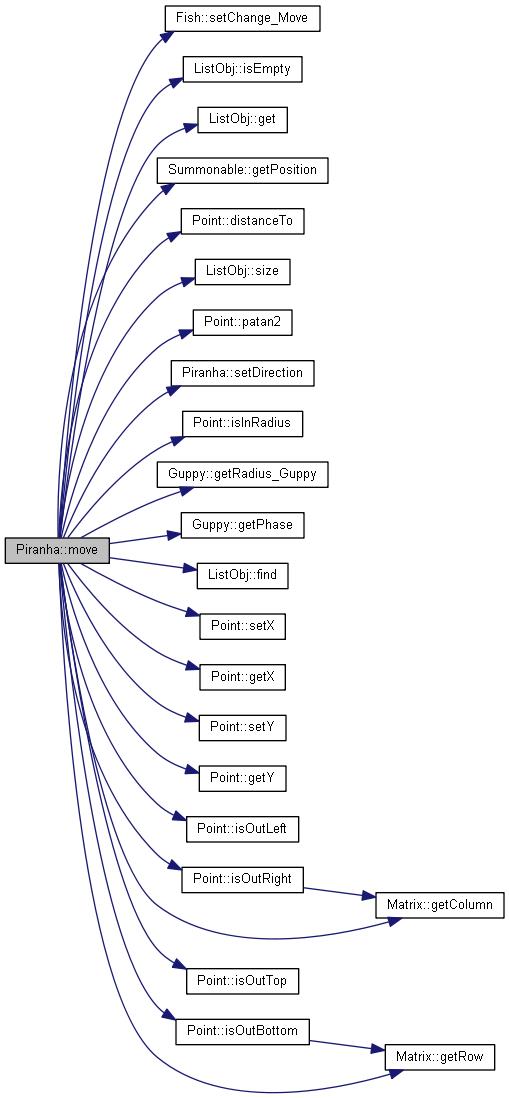 Fish::setChange_Move
ListObj::isEmpty
ListObj::get
Summonable::getPosition
Point::distanceTo
ListObj::size
Point::patan2
Piranha::setDirection
Point::isInRadius
Guppy::getRadius_Guppy
Guppy::getPhase
Piranha::move
ListObj::find
Point::setX
Point::getX
Point::setY
Point::getY
Point::isOutLeft
Point::isOutRight
Matrix::getColumn
Point::isOutTop
Point::isOutBottom
Matrix::getRow